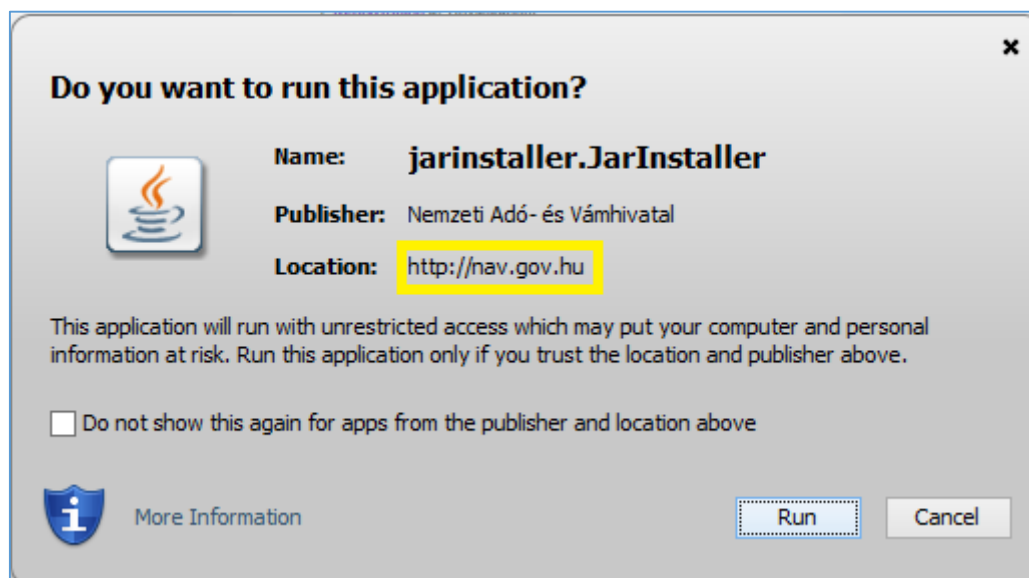 Do you want to run this application?
Name: jarinstaller.JarInstaller
Publisher: Nemzeti Adó- és Vámhivatal
Location: http://nav.gov.hu
This application will run with unrestricted access which may put your computer and personal
information at risk. Run this application only if you trust the location and publisher above.
Do not show this again for apps from the publisher and location above
More Information
Run Cancel